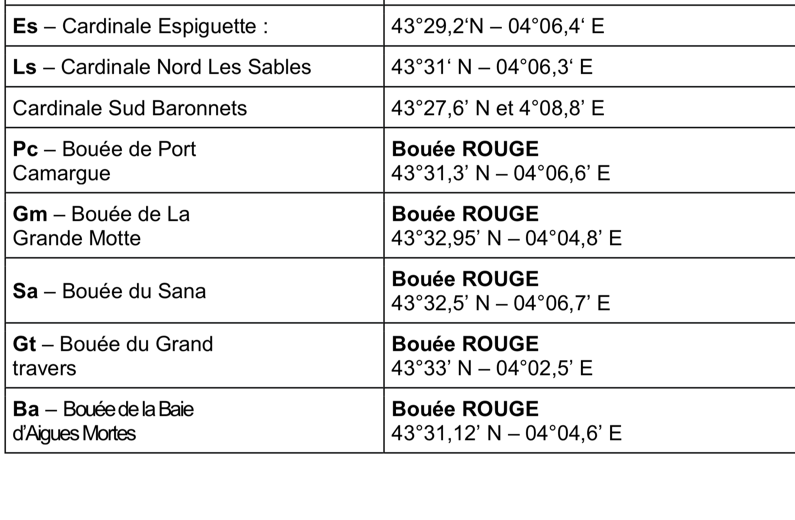 Es – Cardinale Espiguette :
43°29,2‘N – 04°06,4‘ E
Ls – Cardinale Nord Les Sables
43°31‘ N – 04°06,3‘ E
Cardinale Sud Baronnets
43°27,6’ N et 4°08,8’ E
Pc – Bouée de Port
Camargue
Bouée ROUGE
43°31,3’ N – 04°06,6’ E
Gm – Bouée de La
Grande Motte
Bouée ROUGE
43°32,95’ N – 04°04,8’ E
Sa – Bouée du Sana
Bouée ROUGE
43°32,5’ N – 04°06,7’ E
Gt – Bouée du Grand
travers
Bouée ROUGE
43°33’ N – 04°02,5’ E
Ba – Bouée de la Baie
d’Aigues Mortes
Bouée ROUGE
43°31,12’ N – 04°04,6’ E